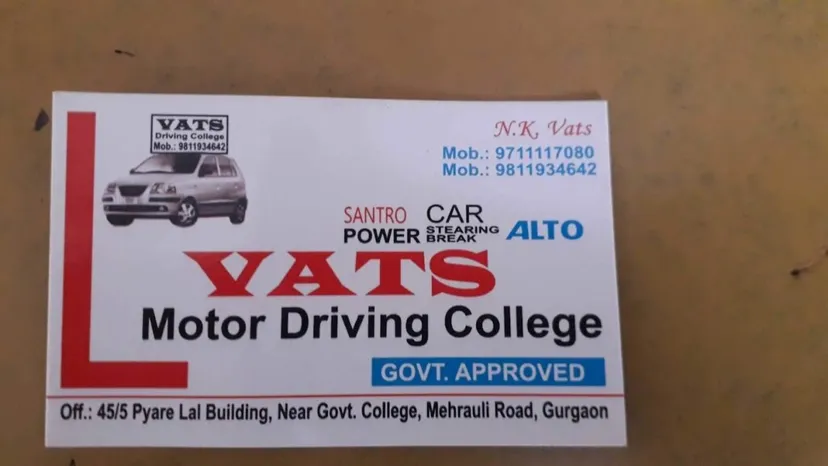 VATS
Driving College
Mob.: 9811934642
N.K. Vats
Mob.: 9711117080
Mob.: 9811934642
SANTRO CAR
POWER STEARING BREAK ALTO
VATS
Motor Driving College
GOVT. APPROVED
Off.: 45/5 Pyare Lal Building, Near Govt. College, Mehrauli Road, Gurgaon